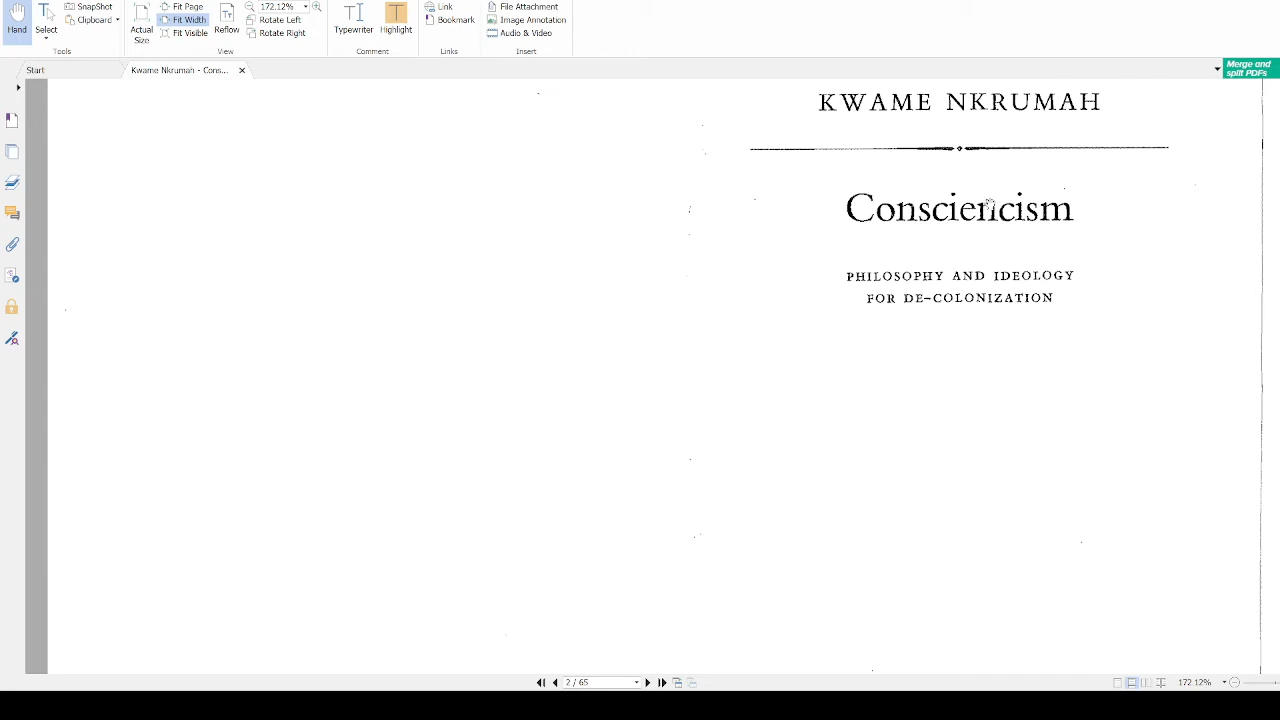 Hand
Select
SnapShot
Clipboard
Tools
Actual Size
Fit Page
Fit Width
Fit Visible
Reflow
172.12%
Rotate Left
Rotate Right
View
Typewriter
Highlight
Comment
Link
Bookmark
Links
File Attachment
Image Annotation
Audio & Video
Insert
Start
Kwame Nkrumah - Cons...
Merge and
split PDFs
KWAME NKRUMAH
Consciencism
PHILOSOPHY AND IDEOLOGY
FOR DE-COLONIZATION
2 / 65
172.12%